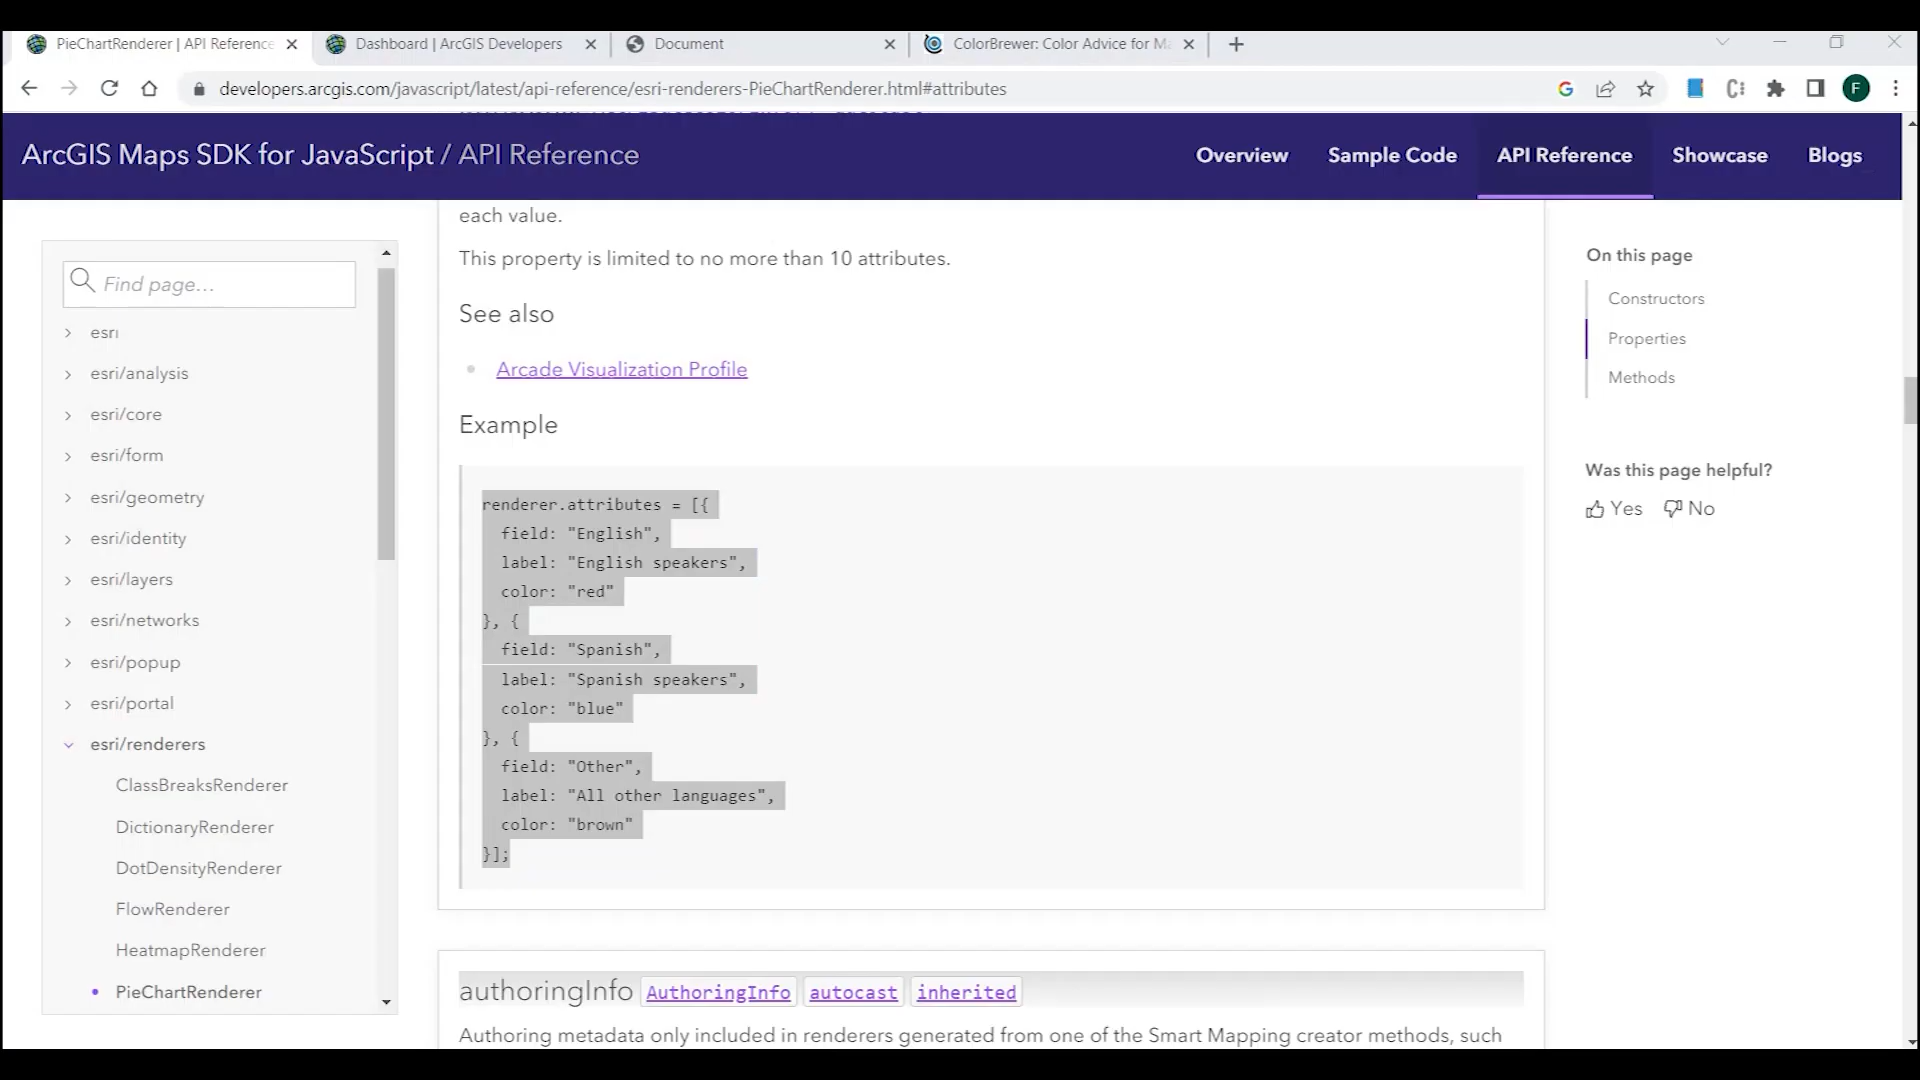 PieChartRenderer | API Reference
Dashboard | ArcGIS Developers
Document
ColorBrewer: Color Advice for Ma
developers.arcgis.com/javascript/latest/api-reference/esri-renderers-PieChartRenderer.html#attributes
F
ArcGIS Maps SDK for JavaScript / API Reference
Overview
Sample Code
API Reference
Showcase
Blogs
Find page...
esri
esri/analysis
esri/core
esri/form
esri/geometry
esri/identity
esri/layers
esri/networks
esri/popup
esri/portal
esri/renderers
ClassBreaksRenderer
DictionaryRenderer
DotDensityRenderer
FlowRenderer
HeatmapRenderer
PieChartRenderer
each value.
This property is limited to no more than 10 attributes.
See also
Arcade Visualization Profile
Example
renderer.attributes = [{
field: "English",
label: "English speakers",
color: "red"
}, {
field: "Spanish",
label: "Spanish speakers",
color: "blue"
}, {
field: "Other",
label: "All other languages",
color: "brown"
}];
authoringInfo AuthoringInfo autocast inherited
Authoring metadata only included in renderers generated from one of the Smart Mapping creator methods, such
On this page
Constructors
Properties
Methods
Was this page helpful?
Yes No